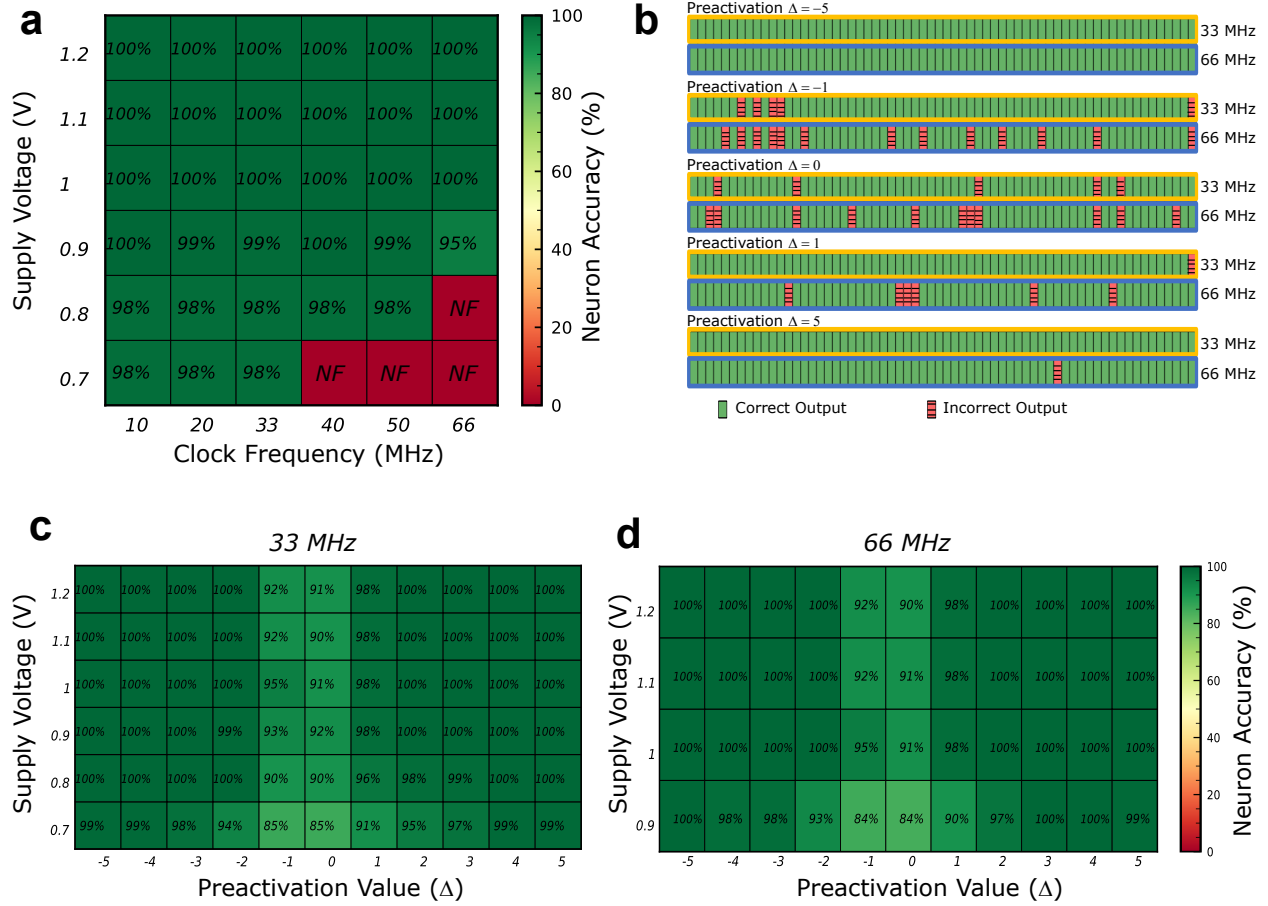 a
Supply Voltage (V)
1.2 100% 100% 100% 100% 100% 100%
1.1 100% 100% 100% 100% 100% 100%
1 100% 100% 100% 100% 100% 100%
0.9 100% 99% 99% 100% 99% 95%
0.8 98% 98% 98% 98% 98% NF
0.7 98% 98% 98% NF NF NF
10 20 33 40 50 66
Clock Frequency (MHz)
100
80
60
40
20
0
Neuron Accuracy (%)
b
Preactivation Δ = −5
33 MHz
66 MHz
Preactivation Δ = −1
33 MHz
66 MHz
Preactivation Δ = 0
33 MHz
66 MHz
Preactivation Δ = 1
33 MHz
66 MHz
Preactivation Δ = 5
33 MHz
66 MHz
Correct Output
Incorrect Output
c
33 MHz
Supply Voltage (V)
1.2 100% 100% 100% 100% 92% 91% 98% 100% 100% 100% 100%
1.1 100% 100% 100% 100% 92% 90% 98% 100% 100% 100% 100%
1 100% 100% 100% 100% 95% 91% 98% 100% 100% 100% 100%
0.9 100% 100% 100% 99% 93% 92% 98% 100% 100% 100% 100%
0.8 100% 100% 100% 100% 90% 90% 96% 98% 99% 100% 100%
0.7 99% 99% 98% 94% 85% 85% 91% 95% 97% 99% 99%
-5 -4 -3 -2 -1 0 1 2 3 4 5
Preactivation Value (Δ)
d
66 MHz
Supply Voltage (V)
1.2 100% 100% 100% 100% 92% 90% 98% 100% 100% 100% 100%
1.1 100% 100% 100% 100% 92% 91% 98% 100% 100% 100% 100%
1 100% 100% 100% 100% 95% 91% 98% 100% 100% 100% 100%
0.9 100% 98% 98% 93% 84% 84% 90% 97% 100% 100% 99%
-5 -4 -3 -2 -1 0 1 2 3 4 5
Preactivation Value (Δ)
100
80
60
40
20
0
Neuron Accuracy (%)